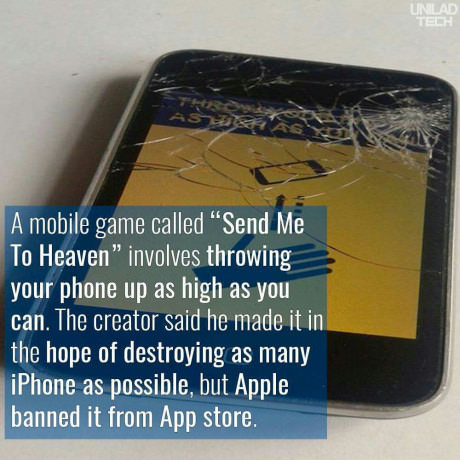 UNILAD
TECH
THROW YOUR
AS HIGH AS YOU
A mobile game called “Send Me
To Heaven” involves throwing
your phone up as high as you
can. The creator said he made it in
the hope of destroying as many
iPhone as possible, but Apple
banned it from App store.